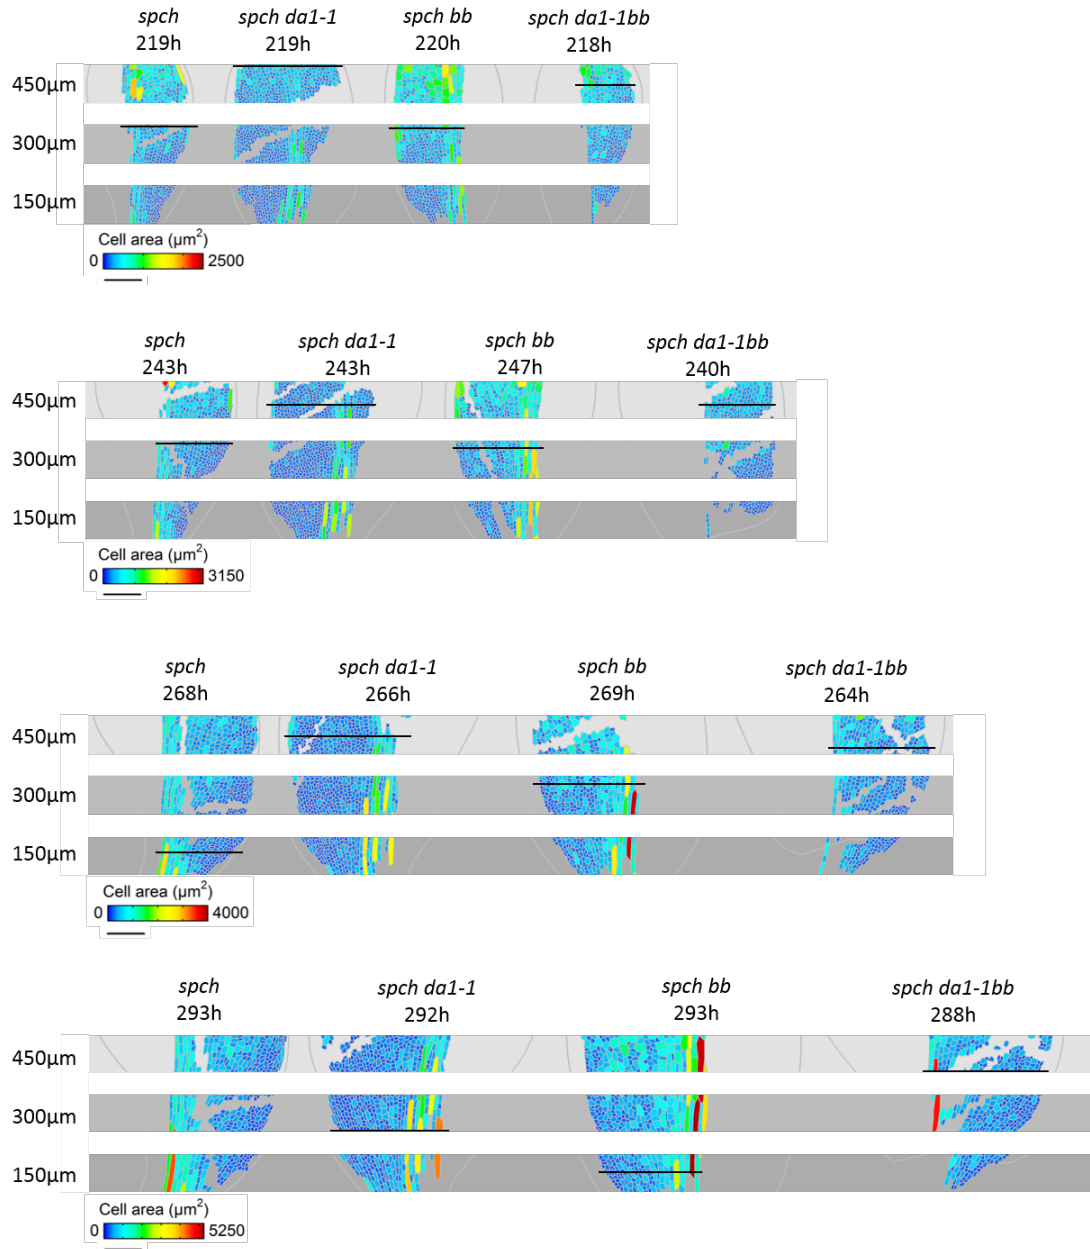 spch spch da1-1 spch bb spch da1-1bb
219h 219h 220h 218h
450μm
300μm
150μm
Cell area (μm²)
0 2500
spch spch da1-1 spch bb spch da1-1bb
243h 243h 247h 240h
450μm
300μm
150μm
Cell area (μm²)
0 3150
spch spch da1-1 spch bb spch da1-1bb
268h 266h 269h 264h
450μm
300μm
150μm
Cell area (μm²)
0 4000
spch spch da1-1 spch bb spch da1-1bb
293h 292h 293h 288h
450μm
300μm
150μm
Cell area (μm²)
0 5250